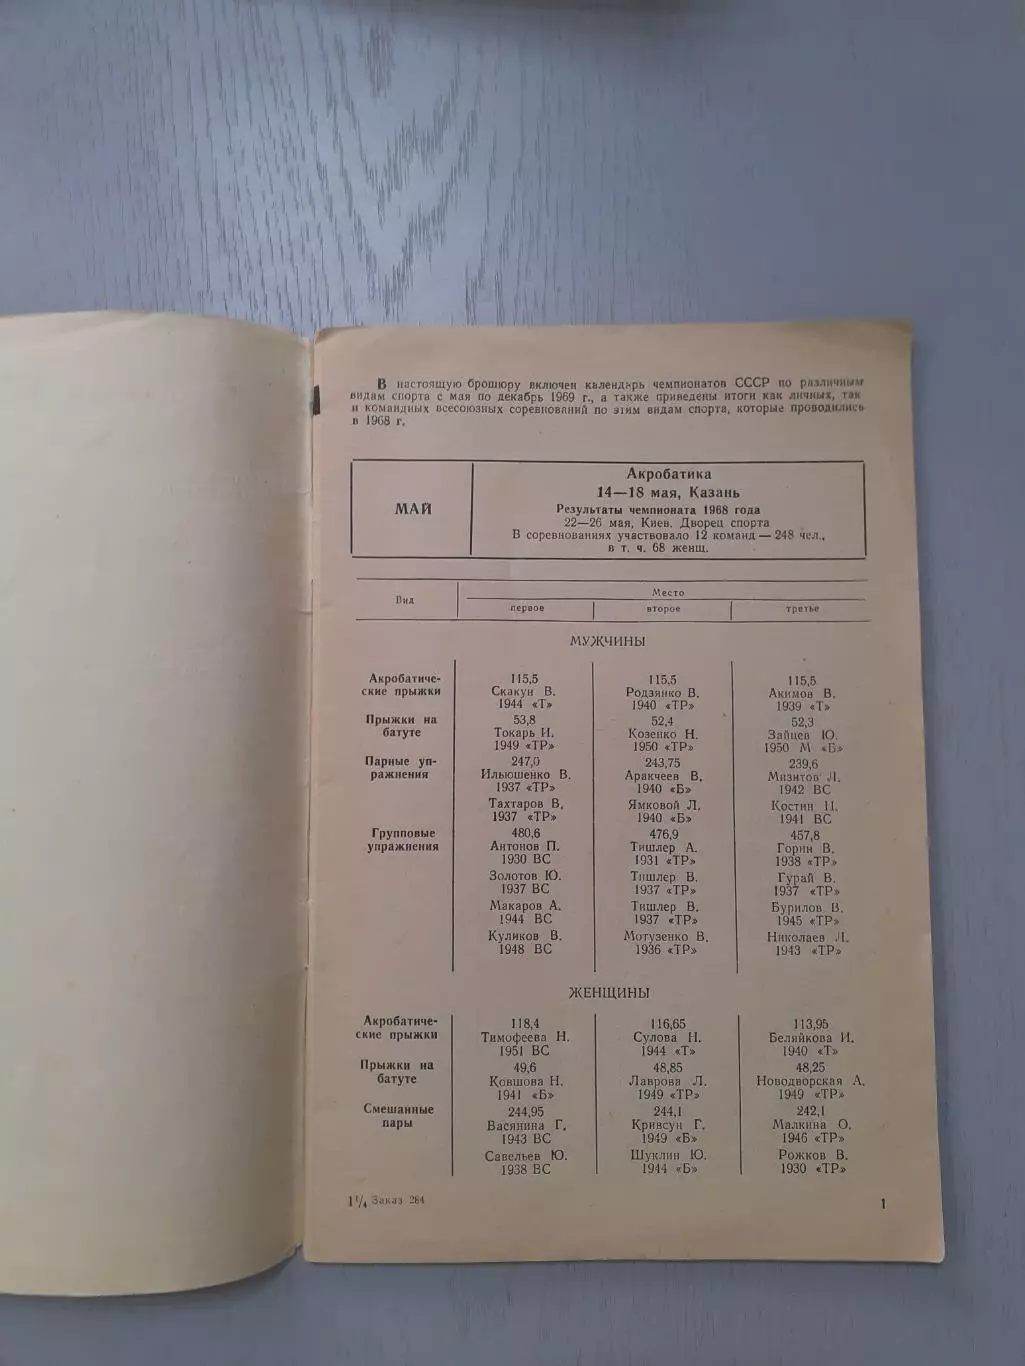 В настоящую брошюру включен календарь чемпионатов СССР по различным
видам спорта с мая по декабрь 1969 г., а также приведены итоги как личных, так
и командных всесоюзных соревнований по этим видам спорта, которые проводились
в 1968 г.
МАЙ
Акробатика
14—18 мая, Казань
Результаты чемпионата 1968 года
22—26 мая, Киев. Дворец спорта
В соревнованиях участвовало 12 команд — 248 чел.,
в т. ч. 68 женщ.
Вид
Место
первое второе третье
МУЖЧИНЫ
Акробатиче- 115,5 115,5 115,5
ские прыжки Скакун В. Родзянко В. Акимов В.
1944 «Т» 1940 «ТР» 1939 «Т»
Прыжки на 53,8 52,4 52,3
батуте Токарь И. Козенко Н. Зайцев Ю.
1949 «ТР» 1950 «ТР» 1950 М «Б»
Парные уп- 247,0 243,75 239,6
ражнения Ильюшенко В. Аракчеев В. Мизитов Л.
1937 «ТР» 1940 «Б» 1942 ВС
Тахтаров В. Ямковой Л. Костин
1937 «ТР» 1940 «Б» 1941 ВС
Групповые 480,6 476,9 457,8
упражнения Антонов П. Тишлер А. Горин В.
1930 ВС 1931 «ТР» 1938 «ТР»
Золотов Ю. Тишлер В. Гурай В.
1937 ВС 1937 «ТР» 1937 «ТР»
Макаров А. Тишлер В. Бурилов В.
1944 ВС 1937 «ТР» 1945 «ТР»
Куликов В. Мотузенко В. Николаев Л.
1948 ВС 1936 «ТР» 1943 «ТР»
ЖЕНЩИНЫ
Акробатиче- 118,4 116,65 113,95
ские прыжки Тимофеева Н. Сулова Н. Беляйкова И.
1951 ВС 1944 «Т» 1940 «Т»
Прыжки на 49,6 48,85 48,25
батуте Ковшова Н. Лаврова Л. Новодворская А.
1941 «Б» 1949 «ТР» 1949 «ТР»
Смешанные 244,95 244,1 242,1
пары Васянина Г. Кривсун Г. Малкина О.
1943 ВС 1949 «Б» 1946 «ТР»
Савельев Ю. Шуклин Ю. Рожков В.
1938 ВС 1944 «Б» 1930 «ТР»
1¼ Заказ 284 1